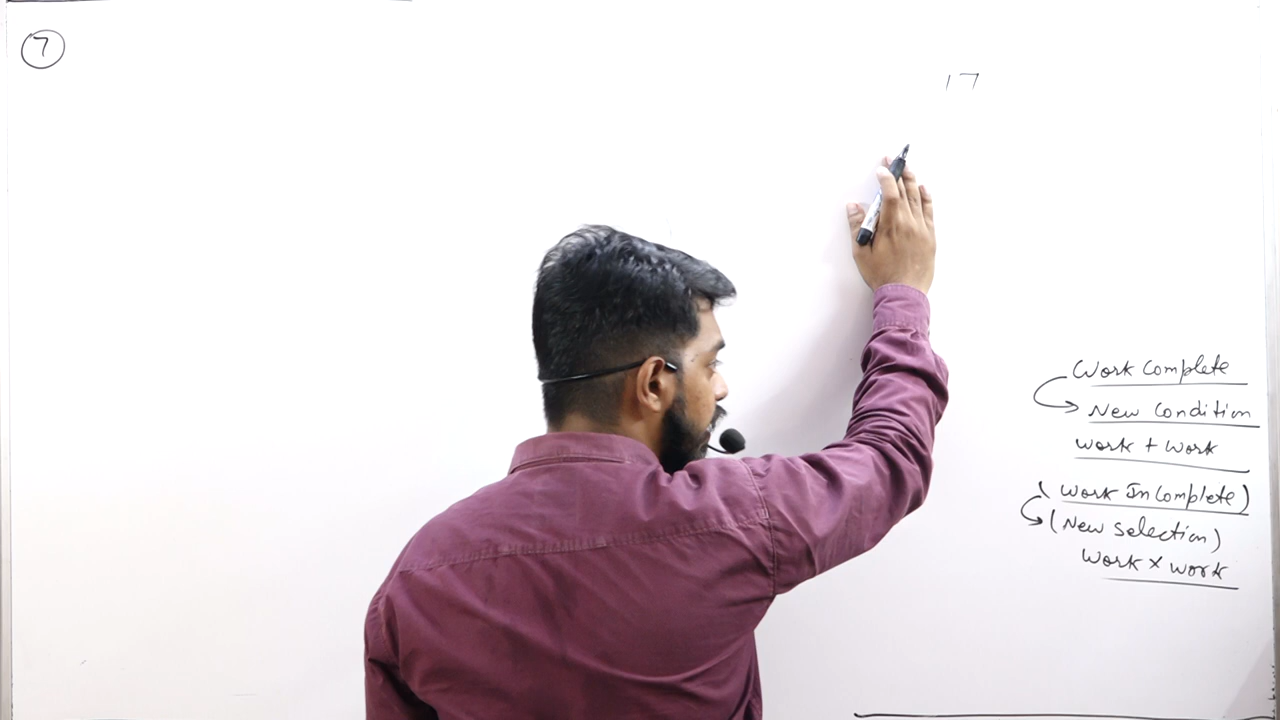 7
17
Work Complete
New Condition
Work + Work
(Work InComplete)
(New Selection)
Work × Work